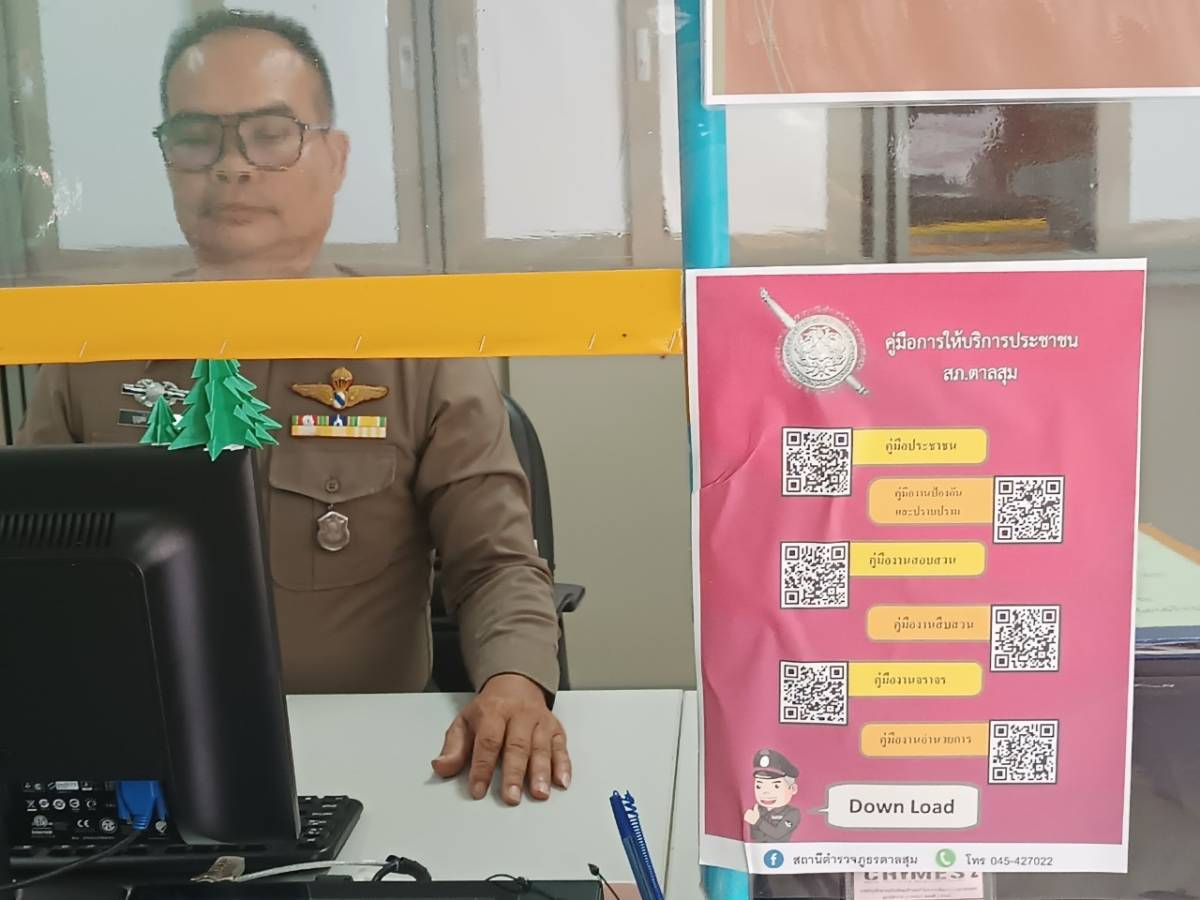 คู่มือการให้บริการประชาชน
สภ.ตาลสุม
คู่มือประชาชน
คู่มืองานป้องกัน
และปราบปราม
คู่มืองานสอบสวน
คู่มืองานสืบสวน
คู่มืองานจราจร
คู่มืองานอำนวยการ
Down Load
สถานีตำรวจภูธรตาลสุม โทร 045-427022
CRYMES